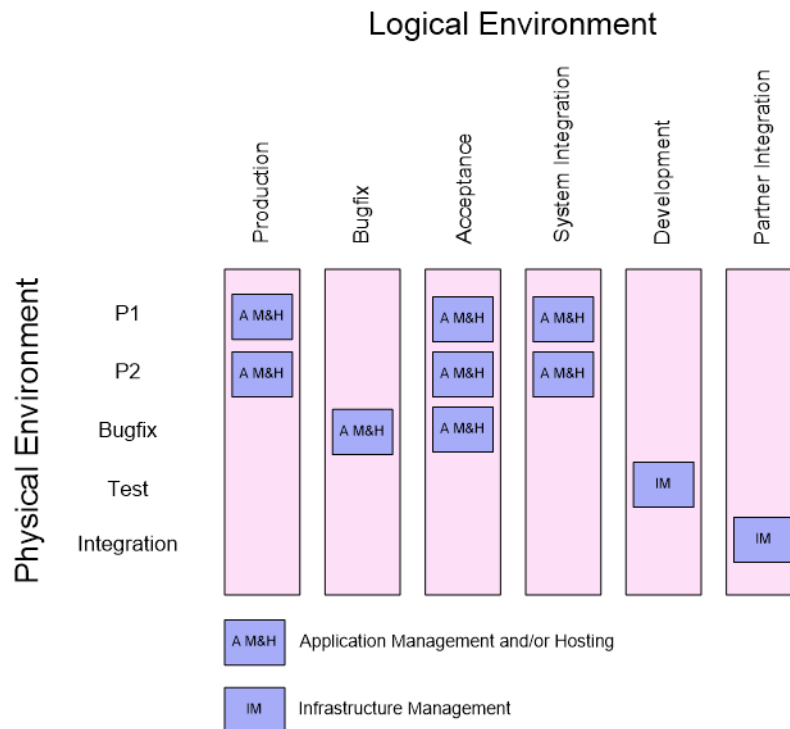 Logical Environment
Production
Bugfix
Acceptance
System Integration
Development
Partner Integration
Physical Environment
P1
A M&H
A M&H
A M&H
P2
A M&H
A M&H
A M&H
Bugfix
A M&H
A M&H
Test
IM
Integration
IM
A M&H
Application Management and/or Hosting
IM
Infrastructure Management